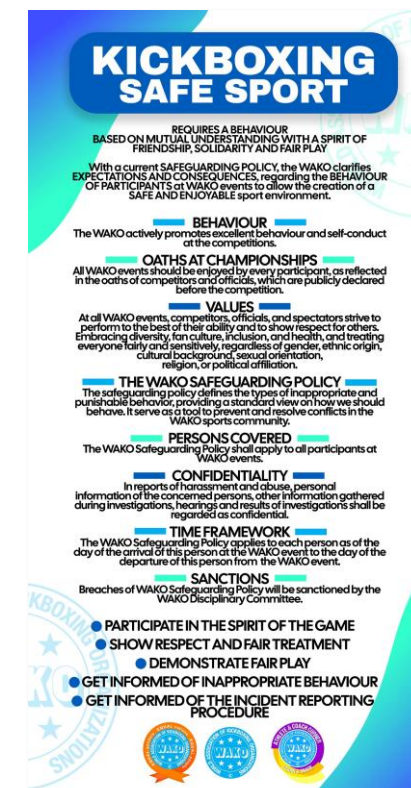 KICKBOXING
SAFE SPORT
REQUIRES A BEHAVIOUR
BASED ON MUTUAL UNDERSTANDING WITH A SPIRIT OF
FRIENDSHIP, SOLIDARITY AND FAIR PLAY
With a current SAFEGUARDING POLICY, the WAKO clarifies
EXPECTATIONS AND CONSEQUENCES, regarding the BEHAVIOUR
OF PARTICIPANTS at WAKO events to allow the creation of a
SAFE AND ENJOYABLE sport environment.
BEHAVIOUR
The WAKO actively promotes excellent behaviour and self-conduct
at the competitions.
OATHS AT CHAMPIONSHIPS
All WAKO events should be enjoyed by every participant, as reflected
in the oaths of competitors and officials, which are publicly declared
before the competition.
VALUES
At all WAKO events, competitors, officials, and spectators strive to
perform to the best of their ability and to show respect for others.
Embracing diversity, fan culture, inclusion, and health, and treating
everyone fairly and sensitively, regardless of gender, ethnic origin,
cultural background, sexual orientation,
religion, or political affiliation.
THE WAKO SAFEGUARDING POLICY
The safeguarding policy defines the types of inappropriate and
punishable behavior, providing a standard view on how we should
behave. It serve as a tool to prevent and resolve conflicts in the
WAKO sports community.
PERSONS COVERED
The WAKO Safeguarding Policy shall apply to all participants at
WAKO events.
CONFIDENTIALITY
In reports of harassment and abuse, personal
information of the concerned persons, other information gathered
during investigations, hearings and results of investigations shall be
regarded as confidential.
TIME FRAMEWORK
The WAKO Safeguarding Policy applies to each person as of the
day of the arrival of this person at the WAKO event to the day of the
departure of this person from the WAKO event.
SANCTIONS
Breaches of WAKO Safeguarding Policy will be sanctioned by the
WAKO Disciplinary Committee.
PARTICIPATE IN THE SPIRIT OF THE GAME
SHOW RESPECT AND FAIR TREATMENT
DEMONSTRATE FAIR PLAY
GET INFORMED OF INAPPROPRIATE BEHAVIOUR
GET INFORMED OF THE INCIDENT REPORTING
PROCEDURE
WAKO
WAKO
WAKO